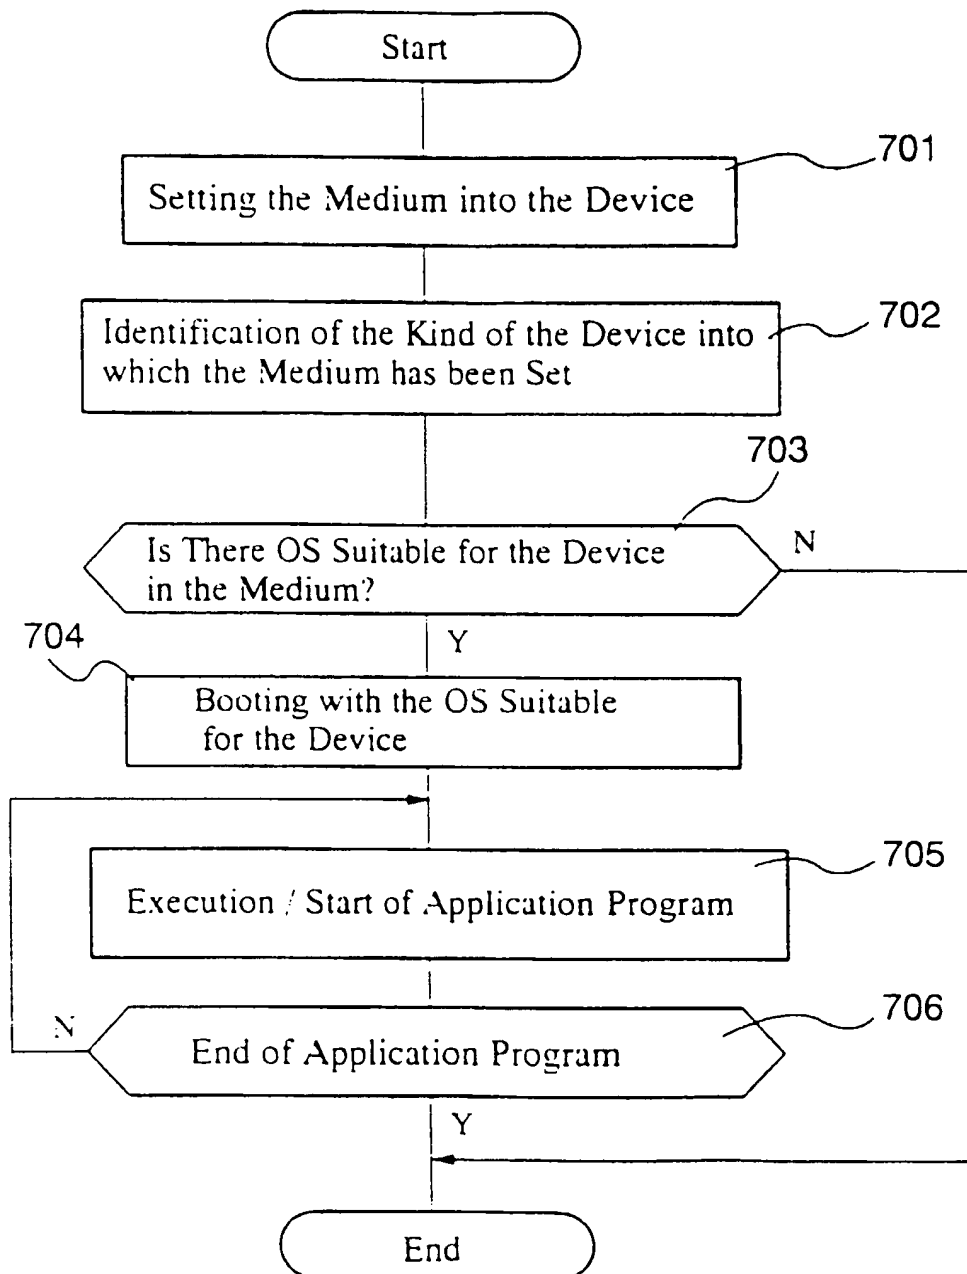 Start
701
Setting the Medium into the Device
702
Identification of the Kind of the Device into
which the Medium has been Set
703
Is There OS Suitable for the Device
in the Medium?
N
Y
704
Booting with the OS Suitable
for the Device
705
Execution / Start of Application Program
706
N
End of Application Program
Y
End